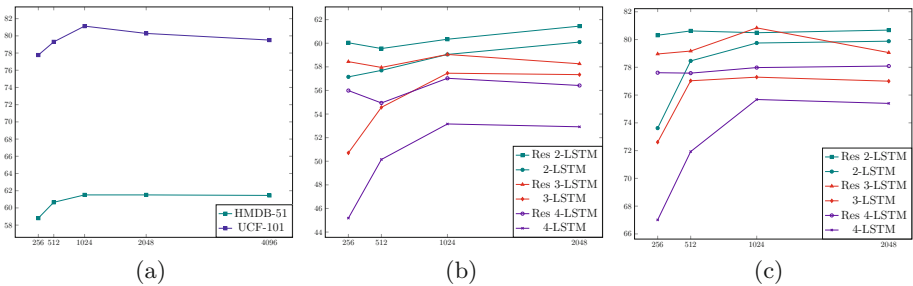 82
80
78
76
74
72
70
68
66
64
62
60
58
256 512 1024 2048 4096
HMDB-51
UCF-101
(a)
62
60
58
56
54
52
50
48
46
44
256 512 1024 2048
Res 2-LSTM
2-LSTM
Res 3-LSTM
3-LSTM
Res 4-LSTM
4-LSTM
(b)
82
80
78
76
74
72
70
68
66
256 512 1024 2048
Res 2-LSTM
2-LSTM
Res 3-LSTM
3-LSTM
Res 4-LSTM
4-LSTM
(c)